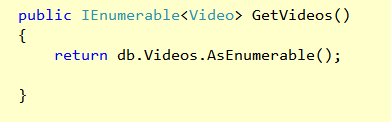 public IEnumerable<Video> GetVideos()
{
    return db.Videos.AsEnumerable();
}